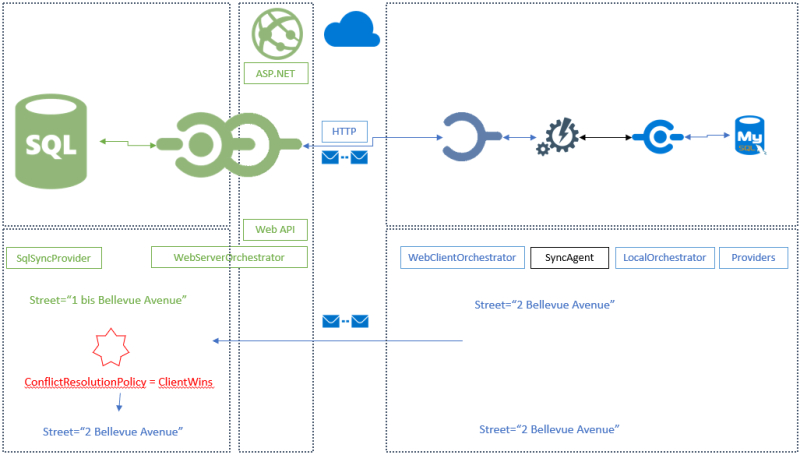 ASP.NET
SQL
HTTP
My
SQL
Web API
SqlSyncProvider
WebServerOrchestrator
WebClientOrchestrator
SyncAgent
LocalOrchestrator
Providers
Street=“1 bis Bellevue Avenue”
Street=“2 Bellevue Avenue”
ConflictResolutionPolicy = ClientWins
Street=“2 Bellevue Avenue”
Street=“2 Bellevue Avenue”